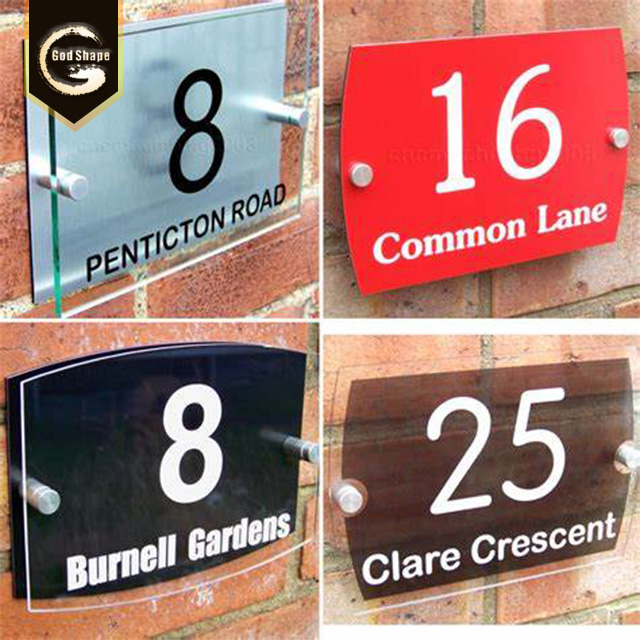 God Shape
8
PENTICTON ROAD
16
Common Lane
8
Burnell Gardens
25
Clare Crescent